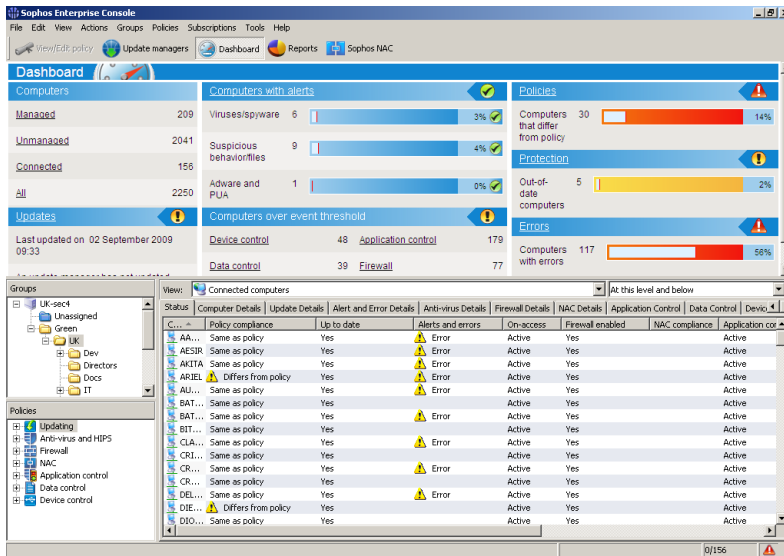 Sophos Enterprise Console
File Edit View Actions Groups Policies Subscriptions Tools Help
View/Edit policy Update managers Dashboard Reports Sophos NAC
Dashboard
Computers
Managed 209
Unmanaged 2041
Connected 156
All 2250
Updates
Last updated on 02 September 2009
09:33
An update manager has not updated
Computers with alerts
Viruses/spyware 6 3%
Suspicious
behavior/files 9 4%
Adware and
PUA 1 0%
Computers over event threshold
Device control 48 Application control 179
Data control 39 Firewall 77
Policies
Computers
that differ
from policy 30 14%
Protection
Out-of-
date
computers 5 2%
Errors
Computers
with errors 117 56%
Groups
UK-sec4
Unassigned
Green
UK
Dev
Directors
Docs
IT
Policies
Updating
Anti-virus and HIPS
Firewall
NAC
Application control
Data control
Device control
View: Connected computers At this level and below
Status Computer Details Update Details Alert and Error Details Anti-virus Details Firewall Details NAC Details Application Control Data Control Devic
C... Policy compliance Up to date Alerts and errors On-access Firewall enabled NAC compliance Application cor
AA... Same as policy Yes Error Active Yes Active
AESIR Same as policy Yes Error Active Yes Active
AKITA Same as policy Yes Error Active Yes Active
ARIEL Differs from policy Yes Error Active Yes Active
AU... Same as policy Yes Error Active Yes Active
BAT... Same as policy Yes Active Yes Active
BAT... Same as policy Yes Error Active Yes Active
BIT... Same as policy Yes Active Yes Active
CLA... Same as policy Yes Error Active Yes Active
CRI... Same as policy Yes Active Yes Active
CR... Same as policy Yes Error Active Yes Active
CR... Same as policy Yes Active Yes Active
DEL... Same as policy Yes Error Active Yes Active
DIE... Differs from policy Yes Active Yes Active
DIO... Same as policy Yes Active Yes Active
0/156